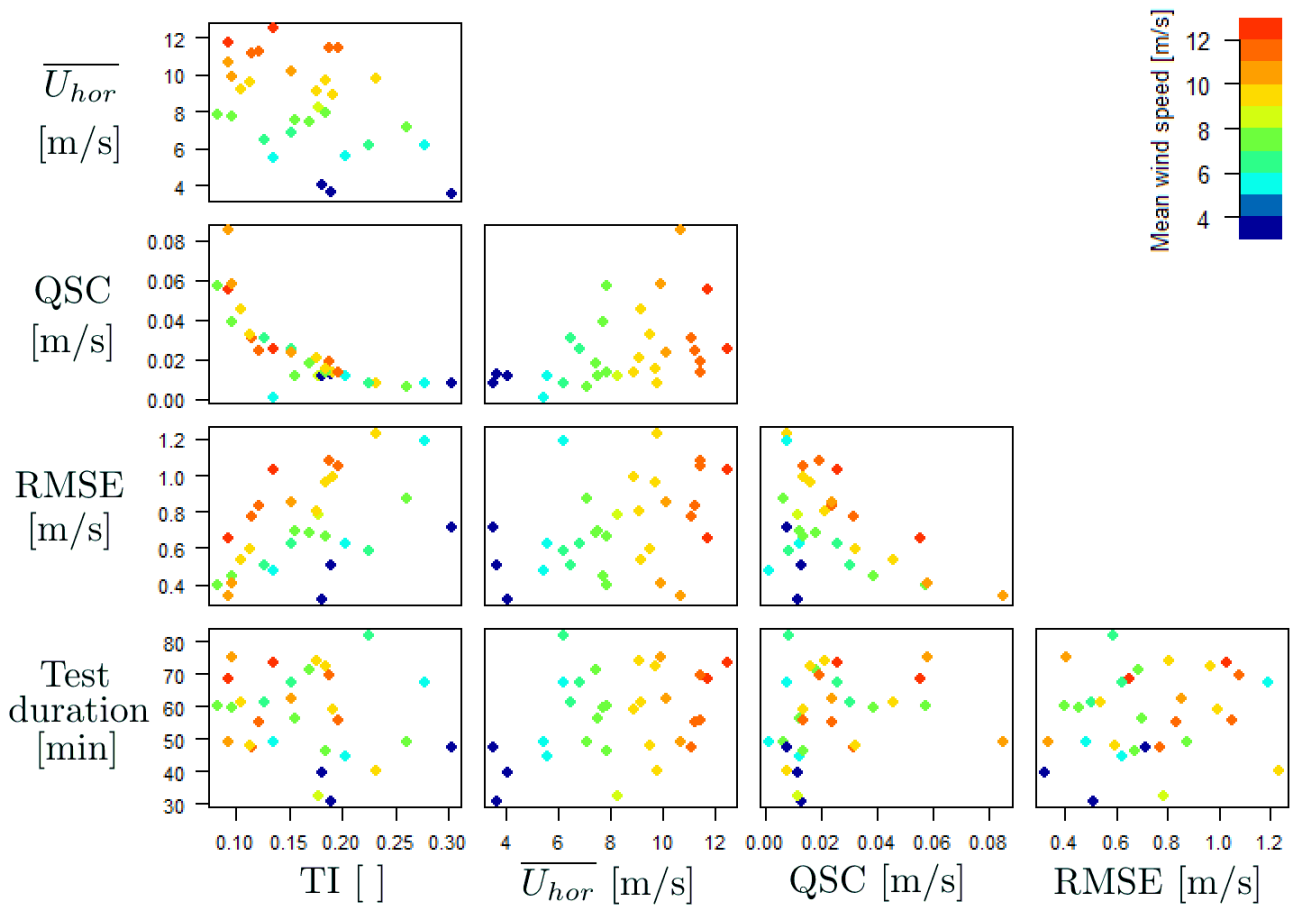 Mean wind speed [m/s]
12
10
8
6
4
U_hor
[m/s]
12
10
8
6
4
QSC
[m/s]
0.08
0.06
0.04
0.02
0.00
RMSE
[m/s]
1.2
1.0
0.8
0.6
0.4
Test
duration
[min]
80
70
60
50
40
30
0.10 0.15 0.20 0.25 0.30
4 6 8 10 12
0.00 0.02 0.04 0.06 0.08
0.4 0.6 0.8 1.0 1.2
TI [ ]
U_hor [m/s]
QSC [m/s]
RMSE [m/s]